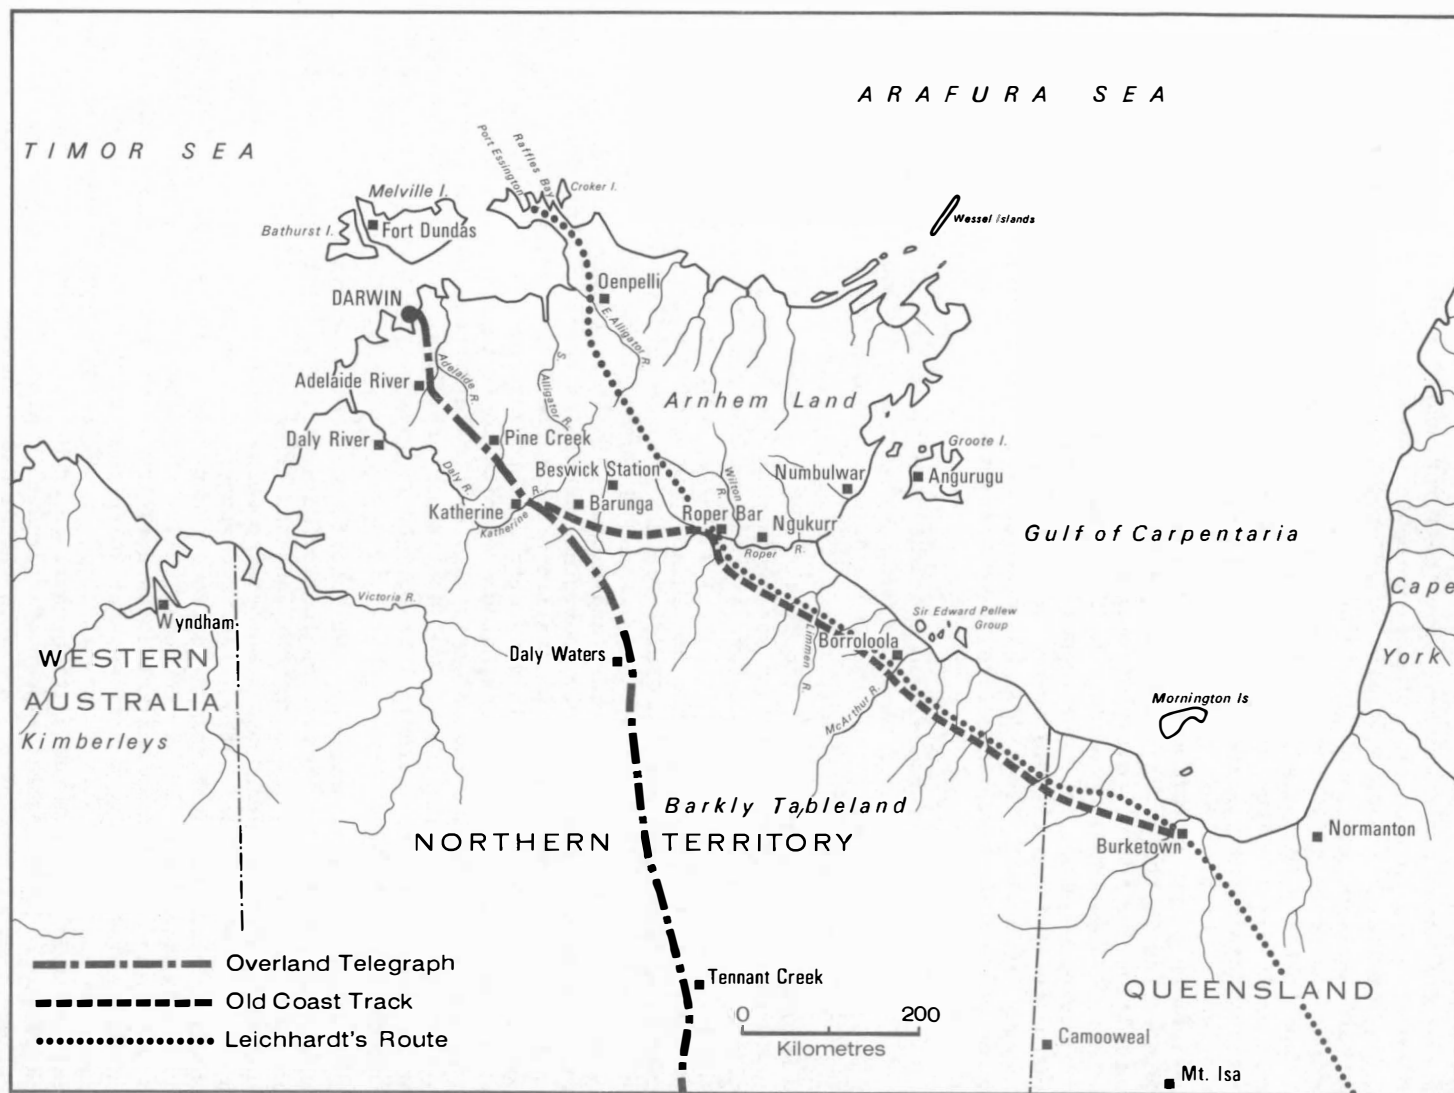 ARAFURA SEA
TIMOR SEA
Port Essington
Raffles Bay
Croker I.
Melville I.
Bathurst I.
Fort Dundas
Wessel Islands
Oenpelli
DARWIN
E. Alligator R.
Adelaide River
Adelaide R.
S. Alligator R.
Arnhem Land
Daly River
Pine Creek
Groote I.
Daly R.
Beswick Station
Wilton R.
Numbulwar
Angurugu
Katherine
Katherine R.
Barunga
Roper Bar
Ngukurr
Roper R.
Gulf of Carpentaria
Victoria R.
Wyndham
Sir Edward Pellew
Group
Cape
Limmen R.
Borroloola
WESTERN
AUSTRALIA
Kimberleys
Daly Waters
York
McArthur R.
Mornington Is
Barkly Tableland
NORTHERN TERRITORY
Burketown
Normanton
Overland Telegraph
Old Coast Track
Leichhardt's Route
Tennant Creek
0 200
Kilometres
QUEENSLAND
Camooweal
Mt. Isa